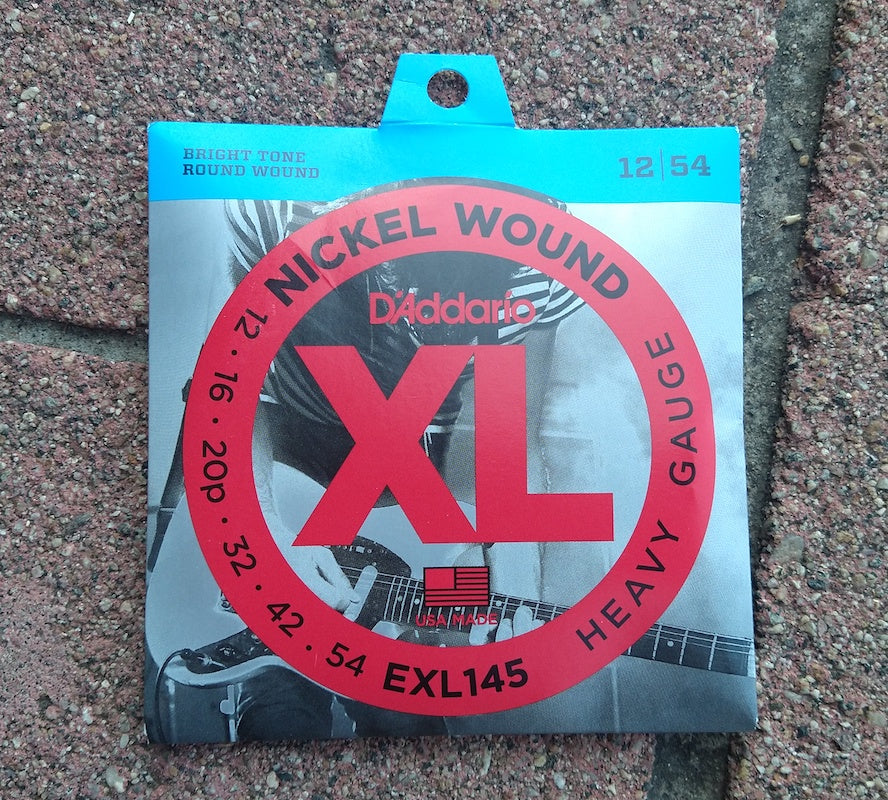 BRIGHT TONE
ROUND WOUND
12|54
NICKEL WOUND
D'Addario
XL
USA MADE
HEAVY GAUGE
12 · 16 · 20p · 32 · 42 · 54
EXL145